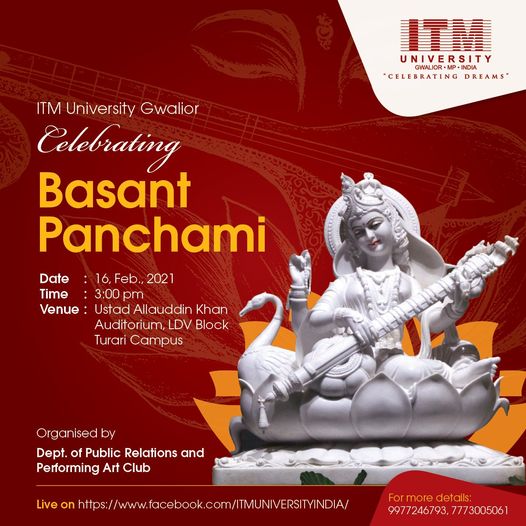 ITM
UNIVERSITY
GWALIOR • MP • INDIA
"CELEBRATING DREAMS"
ITM University Gwalior
Celebrating
Basant
Panchami
Date : 16, Feb., 2021
Time : 3:00 pm
Venue : Ustad Allauddin Khan
Auditorium, LDV Block
Turari Campus
Organised by
Dept. of Public Relations and
Performing Art Club
Live on https://www.facebook.com/ITMUNIVERSITYINDIA/
For more details:
9977246793, 7773005061